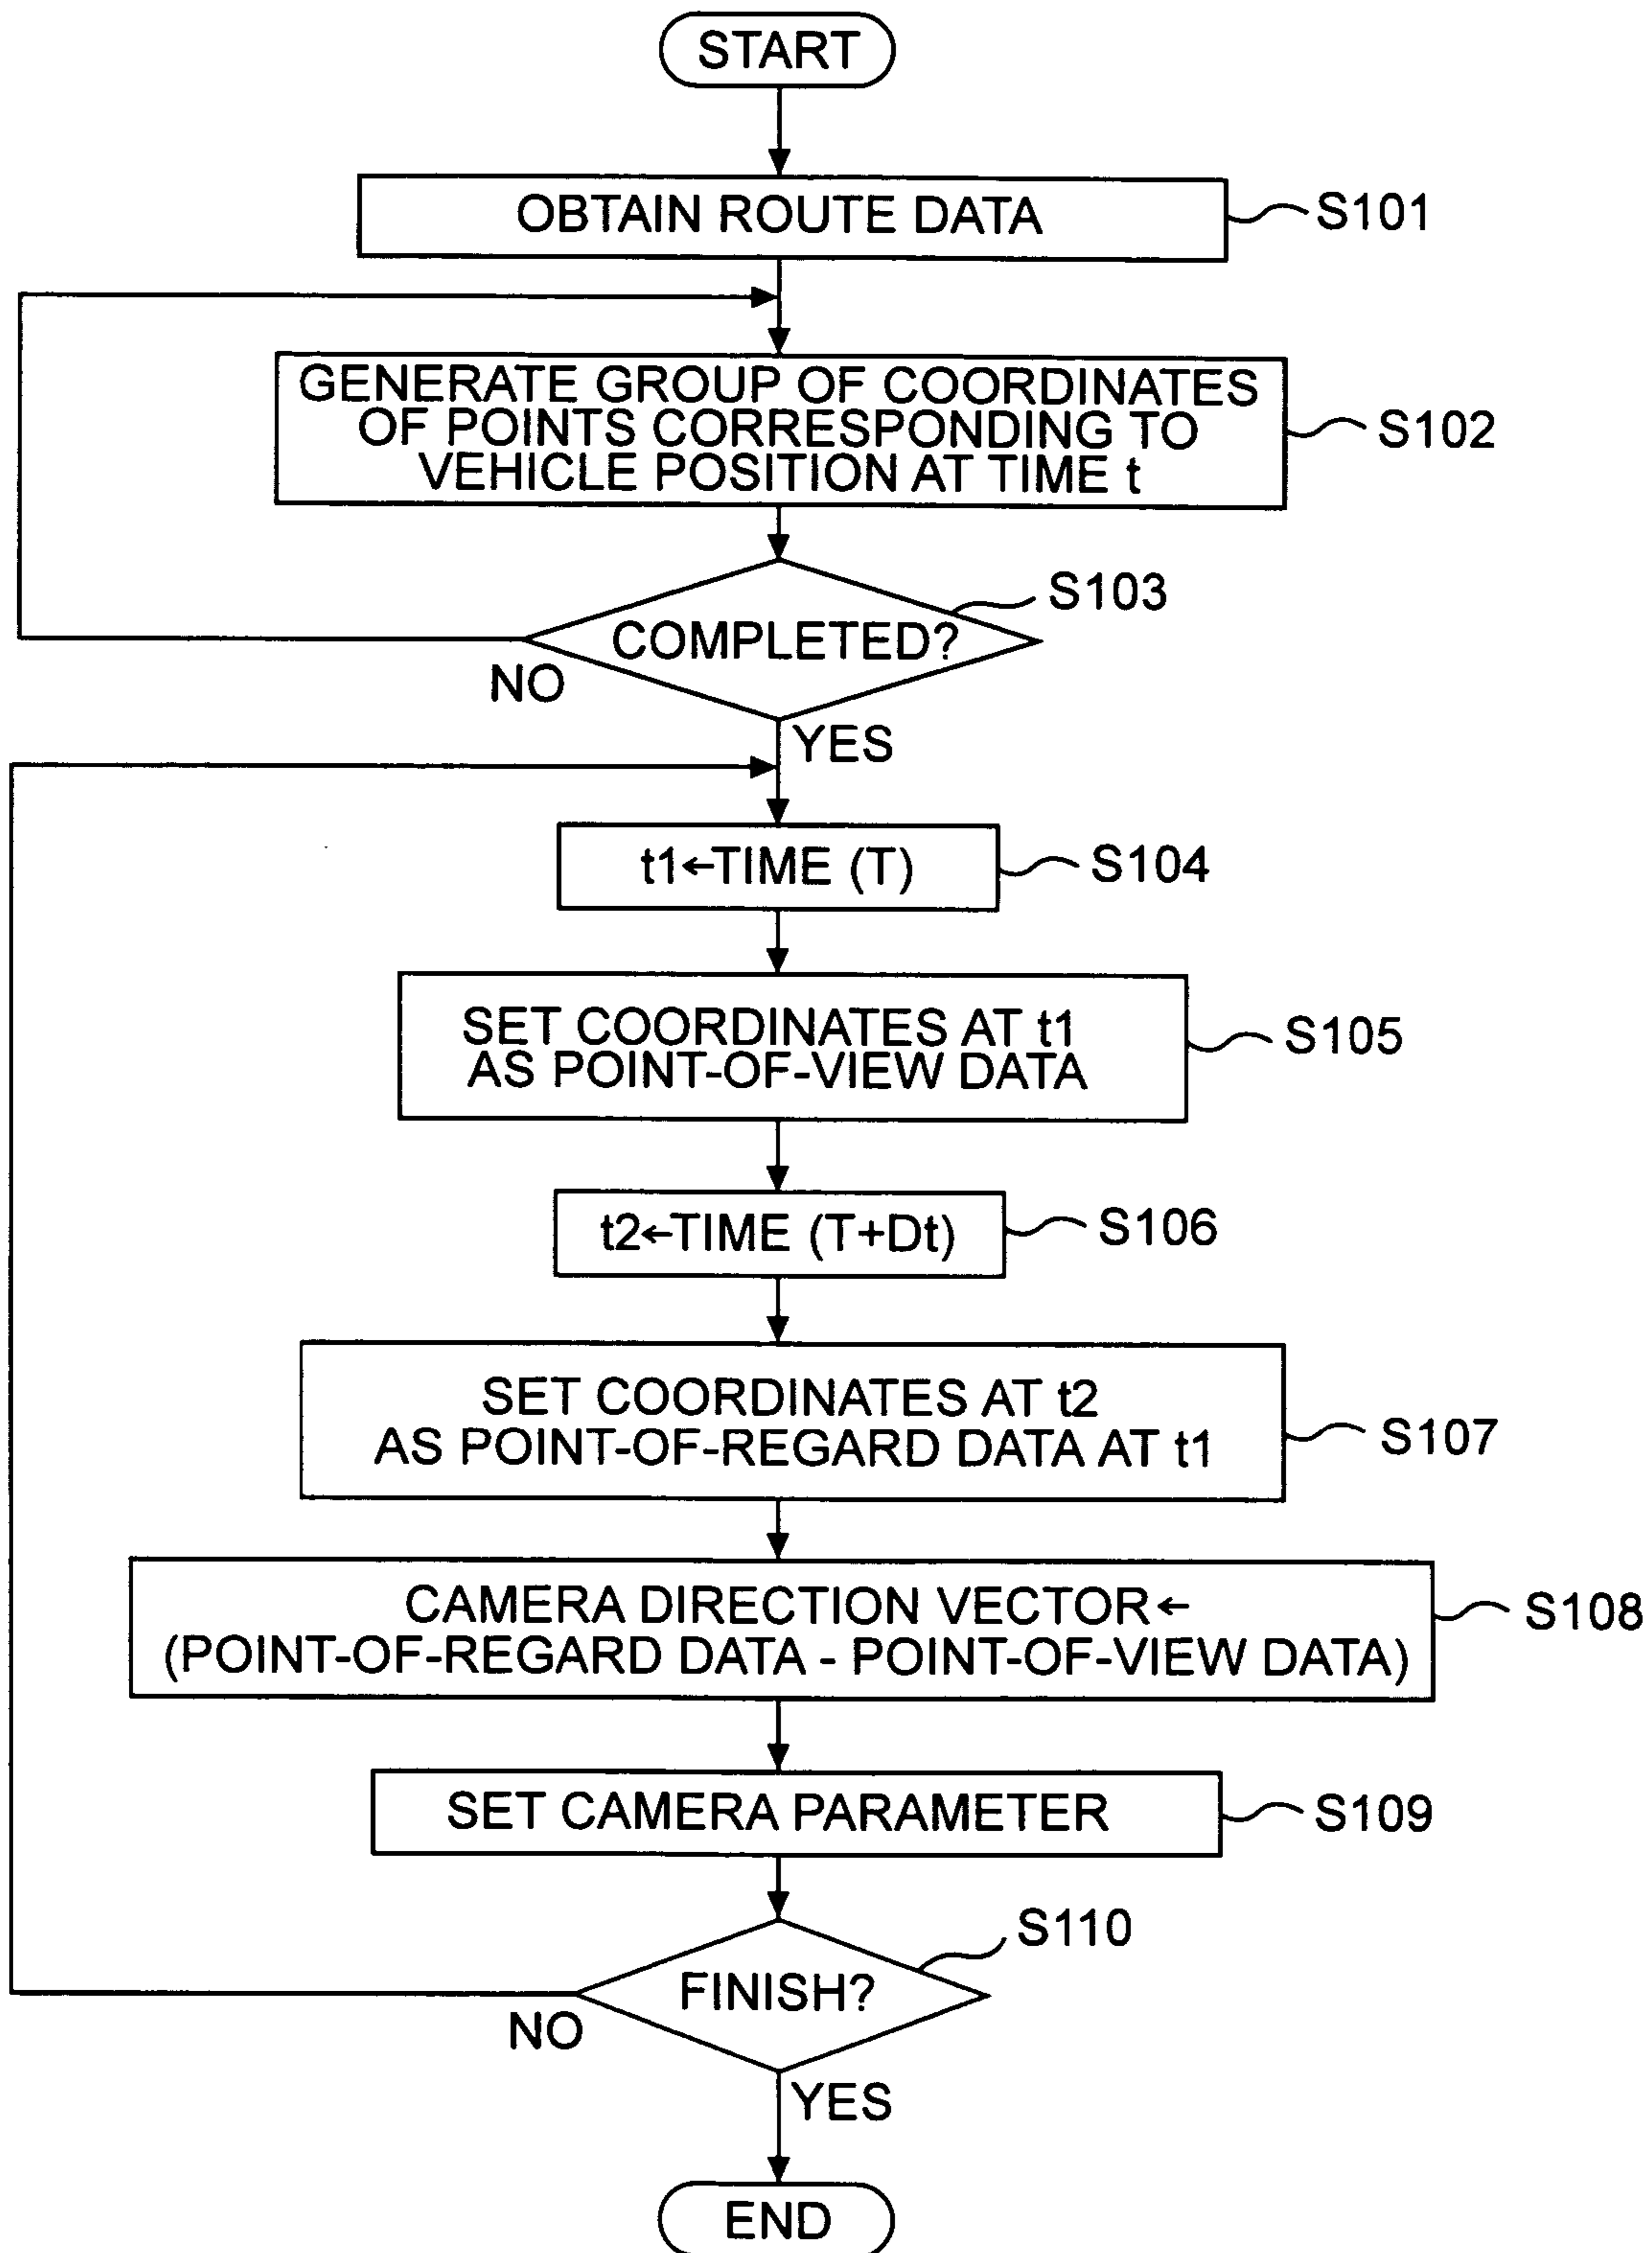 START
OBTAIN ROUTE DATA
S101
GENERATE GROUP OF COORDINATES
OF POINTS CORRESPONDING TO
VEHICLE POSITION AT TIME t
S102
S103
COMPLETED?
NO
YES
t1←TIME (T)
S104
SET COORDINATES AT t1
AS POINT-OF-VIEW DATA
S105
t2←TIME (T+Dt)
S106
SET COORDINATES AT t2
AS POINT-OF-REGARD DATA AT t1
S107
CAMERA DIRECTION VECTOR←
(POINT-OF-REGARD DATA - POINT-OF-VIEW DATA)
S108
SET CAMERA PARAMETER
S109
S110
FINISH?
NO
YES
END